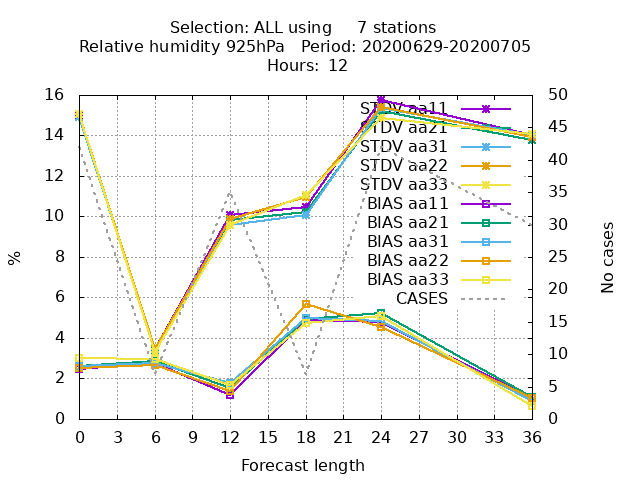 Selection: ALL using 7 stations
Relative humidity 925hPa Period: 20200629-20200705
Hours: 12
16
14
12
10
8
6
4
2
0
50
45
40
35
30
25
20
15
10
5
0
%
No cases
STDV aa11
STDV aa21
STDV aa31
STDV aa22
STDV aa33
BIAS aa11
BIAS aa21
BIAS aa31
BIAS aa22
BIAS aa33
CASES
0 3 6 9 12 15 18 21 24 27 30 33 36
Forecast length